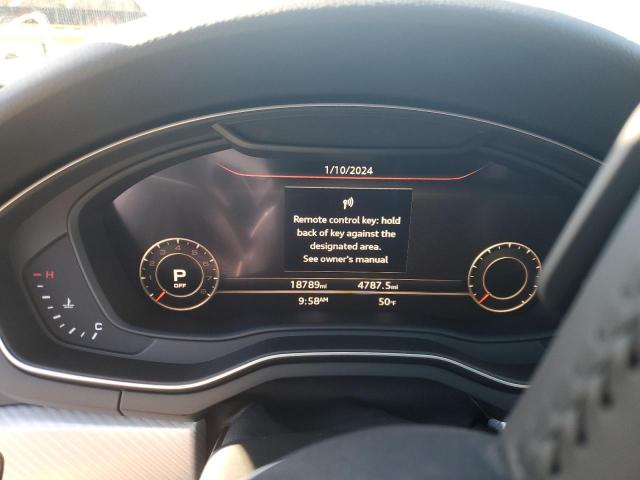 1/10/2024
Remote control key: hold
back of key against the
designated area.
See owner's manual
P
OFF
18789mi 4787.5mi
9:58AM 50°F
H
C